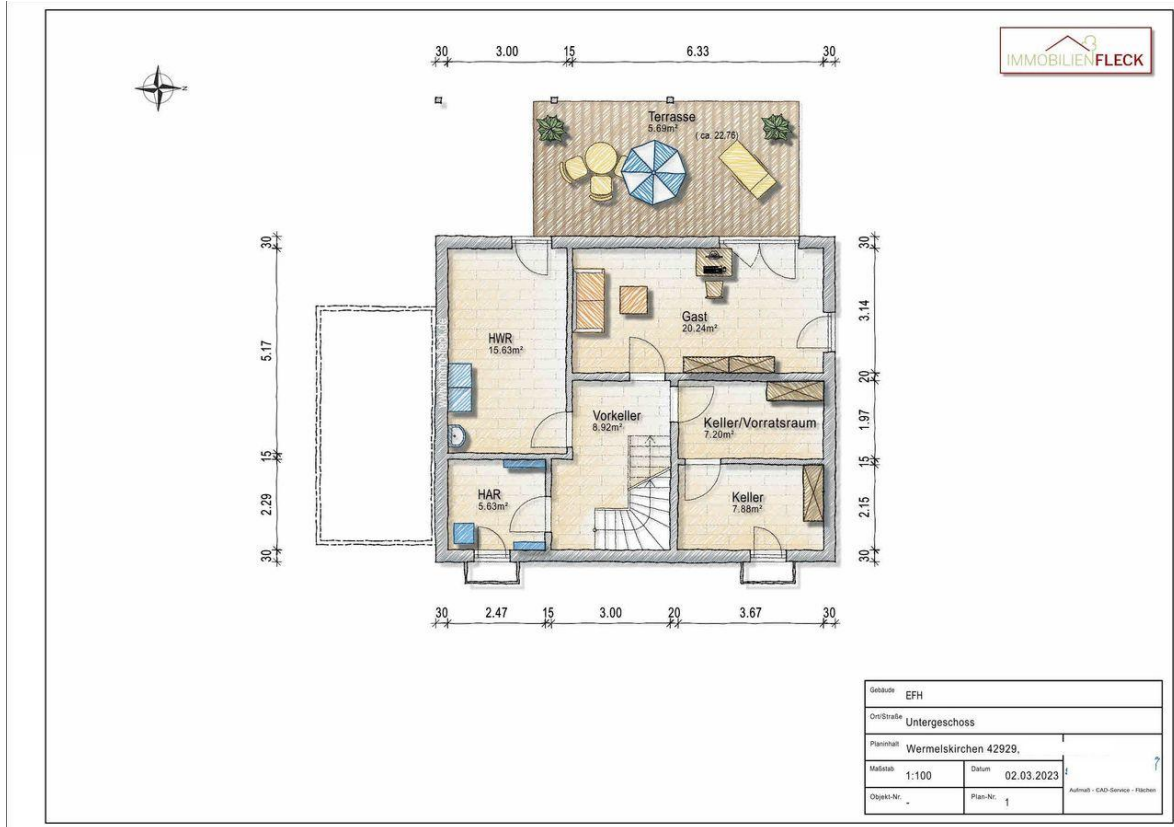 IMMOBILIENFLECK
30 3.00 15 6.33 30
N
Terrasse
5.69m²
( ca. 22,76)
30
5.17
15
2.29
30
30
3.14
20
1.97
15
2.15
30
HWR
15.63m²
Gast
20.24m²
Vorkeller
8.92m²
Keller/Vorratsraum
7.20m²
HAR
5.63m²
Keller
7.88m²
30 2.47 15 3.00 20 3.67 30
Gebäude EFH
Ort/Straße Untergeschoss
Planinhalt Wermelskirchen 42929,
Maßstab 1:100 Datum 02.03.2023
Objekt-Nr. - Plan-Nr. 1
Aufmaß - CAD-Service - Flächen